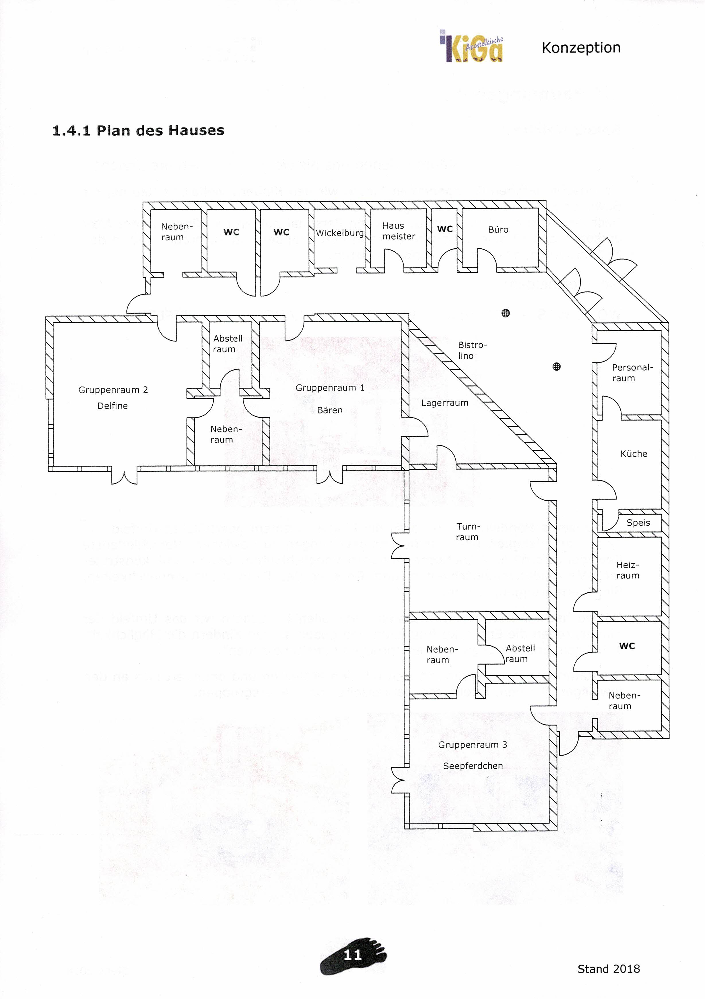 KiGa
Apostelkirche
Konzeption
1.4.1 Plan des Hauses
Neben-
raum
WC
WC
Wickelburg
Haus
meister
WC
Büro
Abstell
raum
Bistro-
lino
Personal-
raum
Gruppenraum 2
Delfine
Gruppenraum 1
Bären
Lagerraum
Neben-
raum
Küche
Speis
Turn-
raum
Heiz-
raum
Neben-
raum
Abstell
raum
WC
Neben-
raum
Gruppenraum 3
Seepferdchen
11
Stand 2018